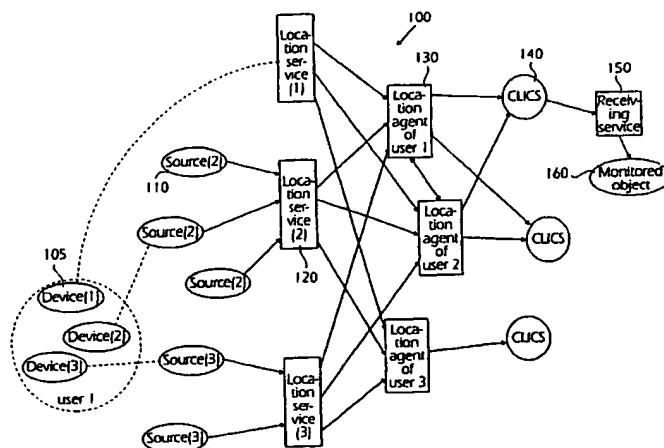 100
Loca-
tion
ser-
vice
(1)
130
Loca-
tion
agent
of
user 1
140
CLICS
150
Receiv-
ing
service
160
Monitored
object
Source(2)
110
Source(2)
Source(2)
Loca-
tion
ser-
vice
(2)
120
Loca-
tion
agent
of
user 2
CLICS
105
Device(1)
Device(2)
Device(3)
user 1
Source(3)
Source(3)
Loca-
tion
ser-
vice
(3)
Loca-
tion
agent
of
user 3
CLICS